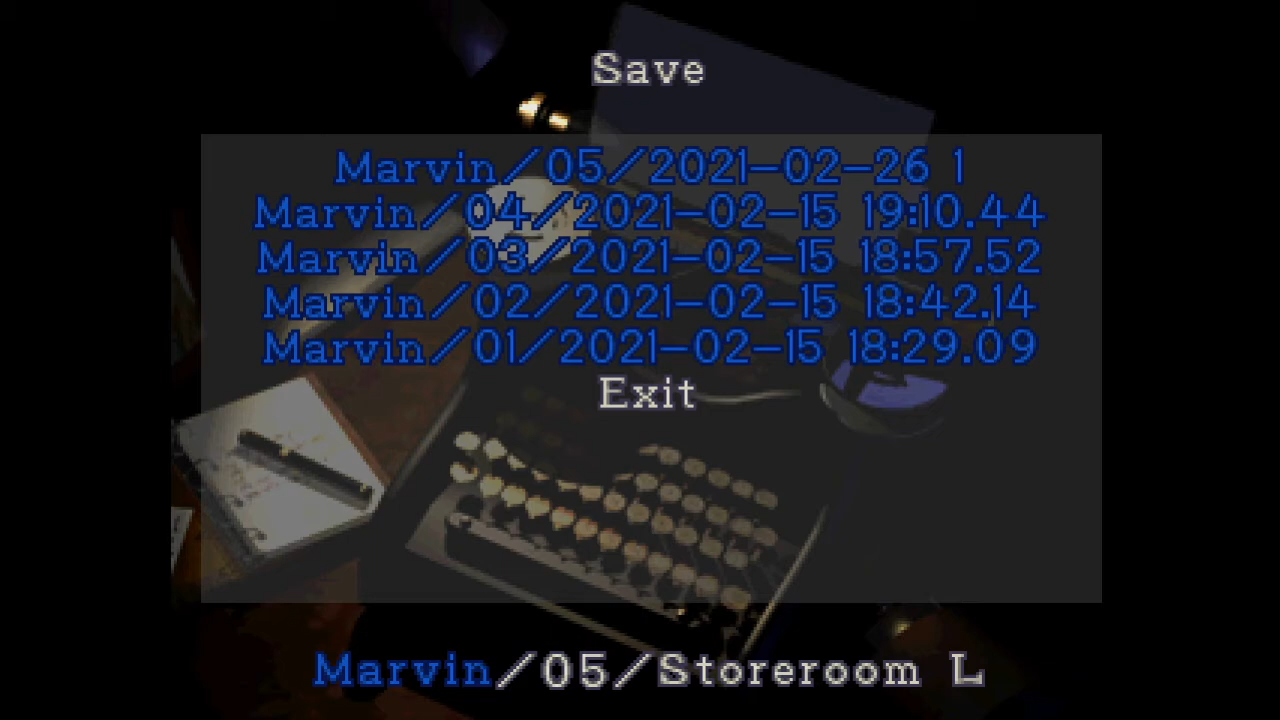 Save
Marvin/05/2021-02-26 1
Marvin/04/2021-02-15 19:10.44
Marvin/03/2021-02-15 18:57.52
Marvin/02/2021-02-15 18:42.14
Marvin/01/2021-02-15 18:29.09
Exit
Marvin/05/Storeroom L